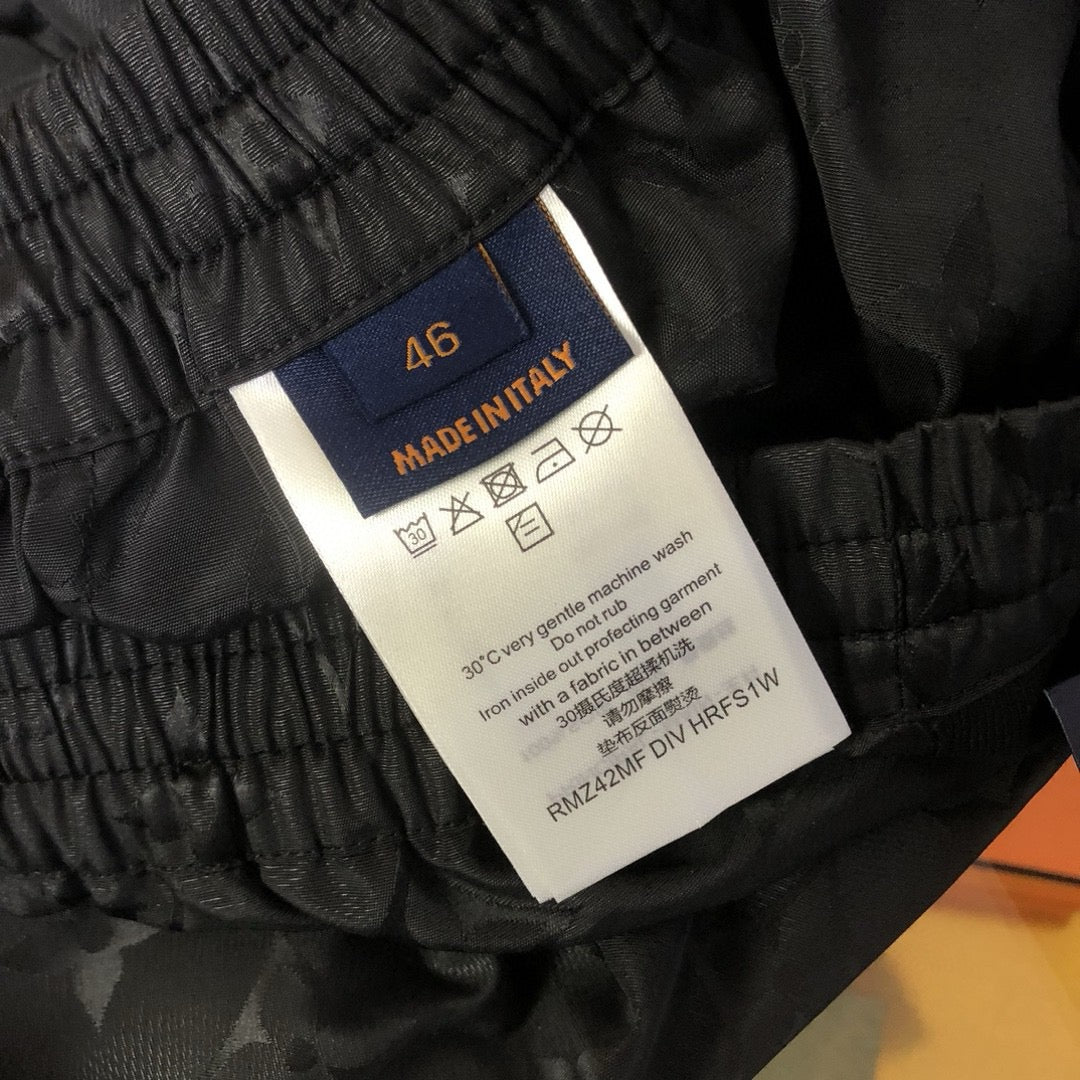 46
MADE IN ITALY
30
30°C very gentle machine wash
Do not rub
Iron inside out profecting garment
with a fabric in between
30摄氏度超揉机洗
请勿摩擦
垫布反面熨烫
RMZ42MF DIV HRFS1W